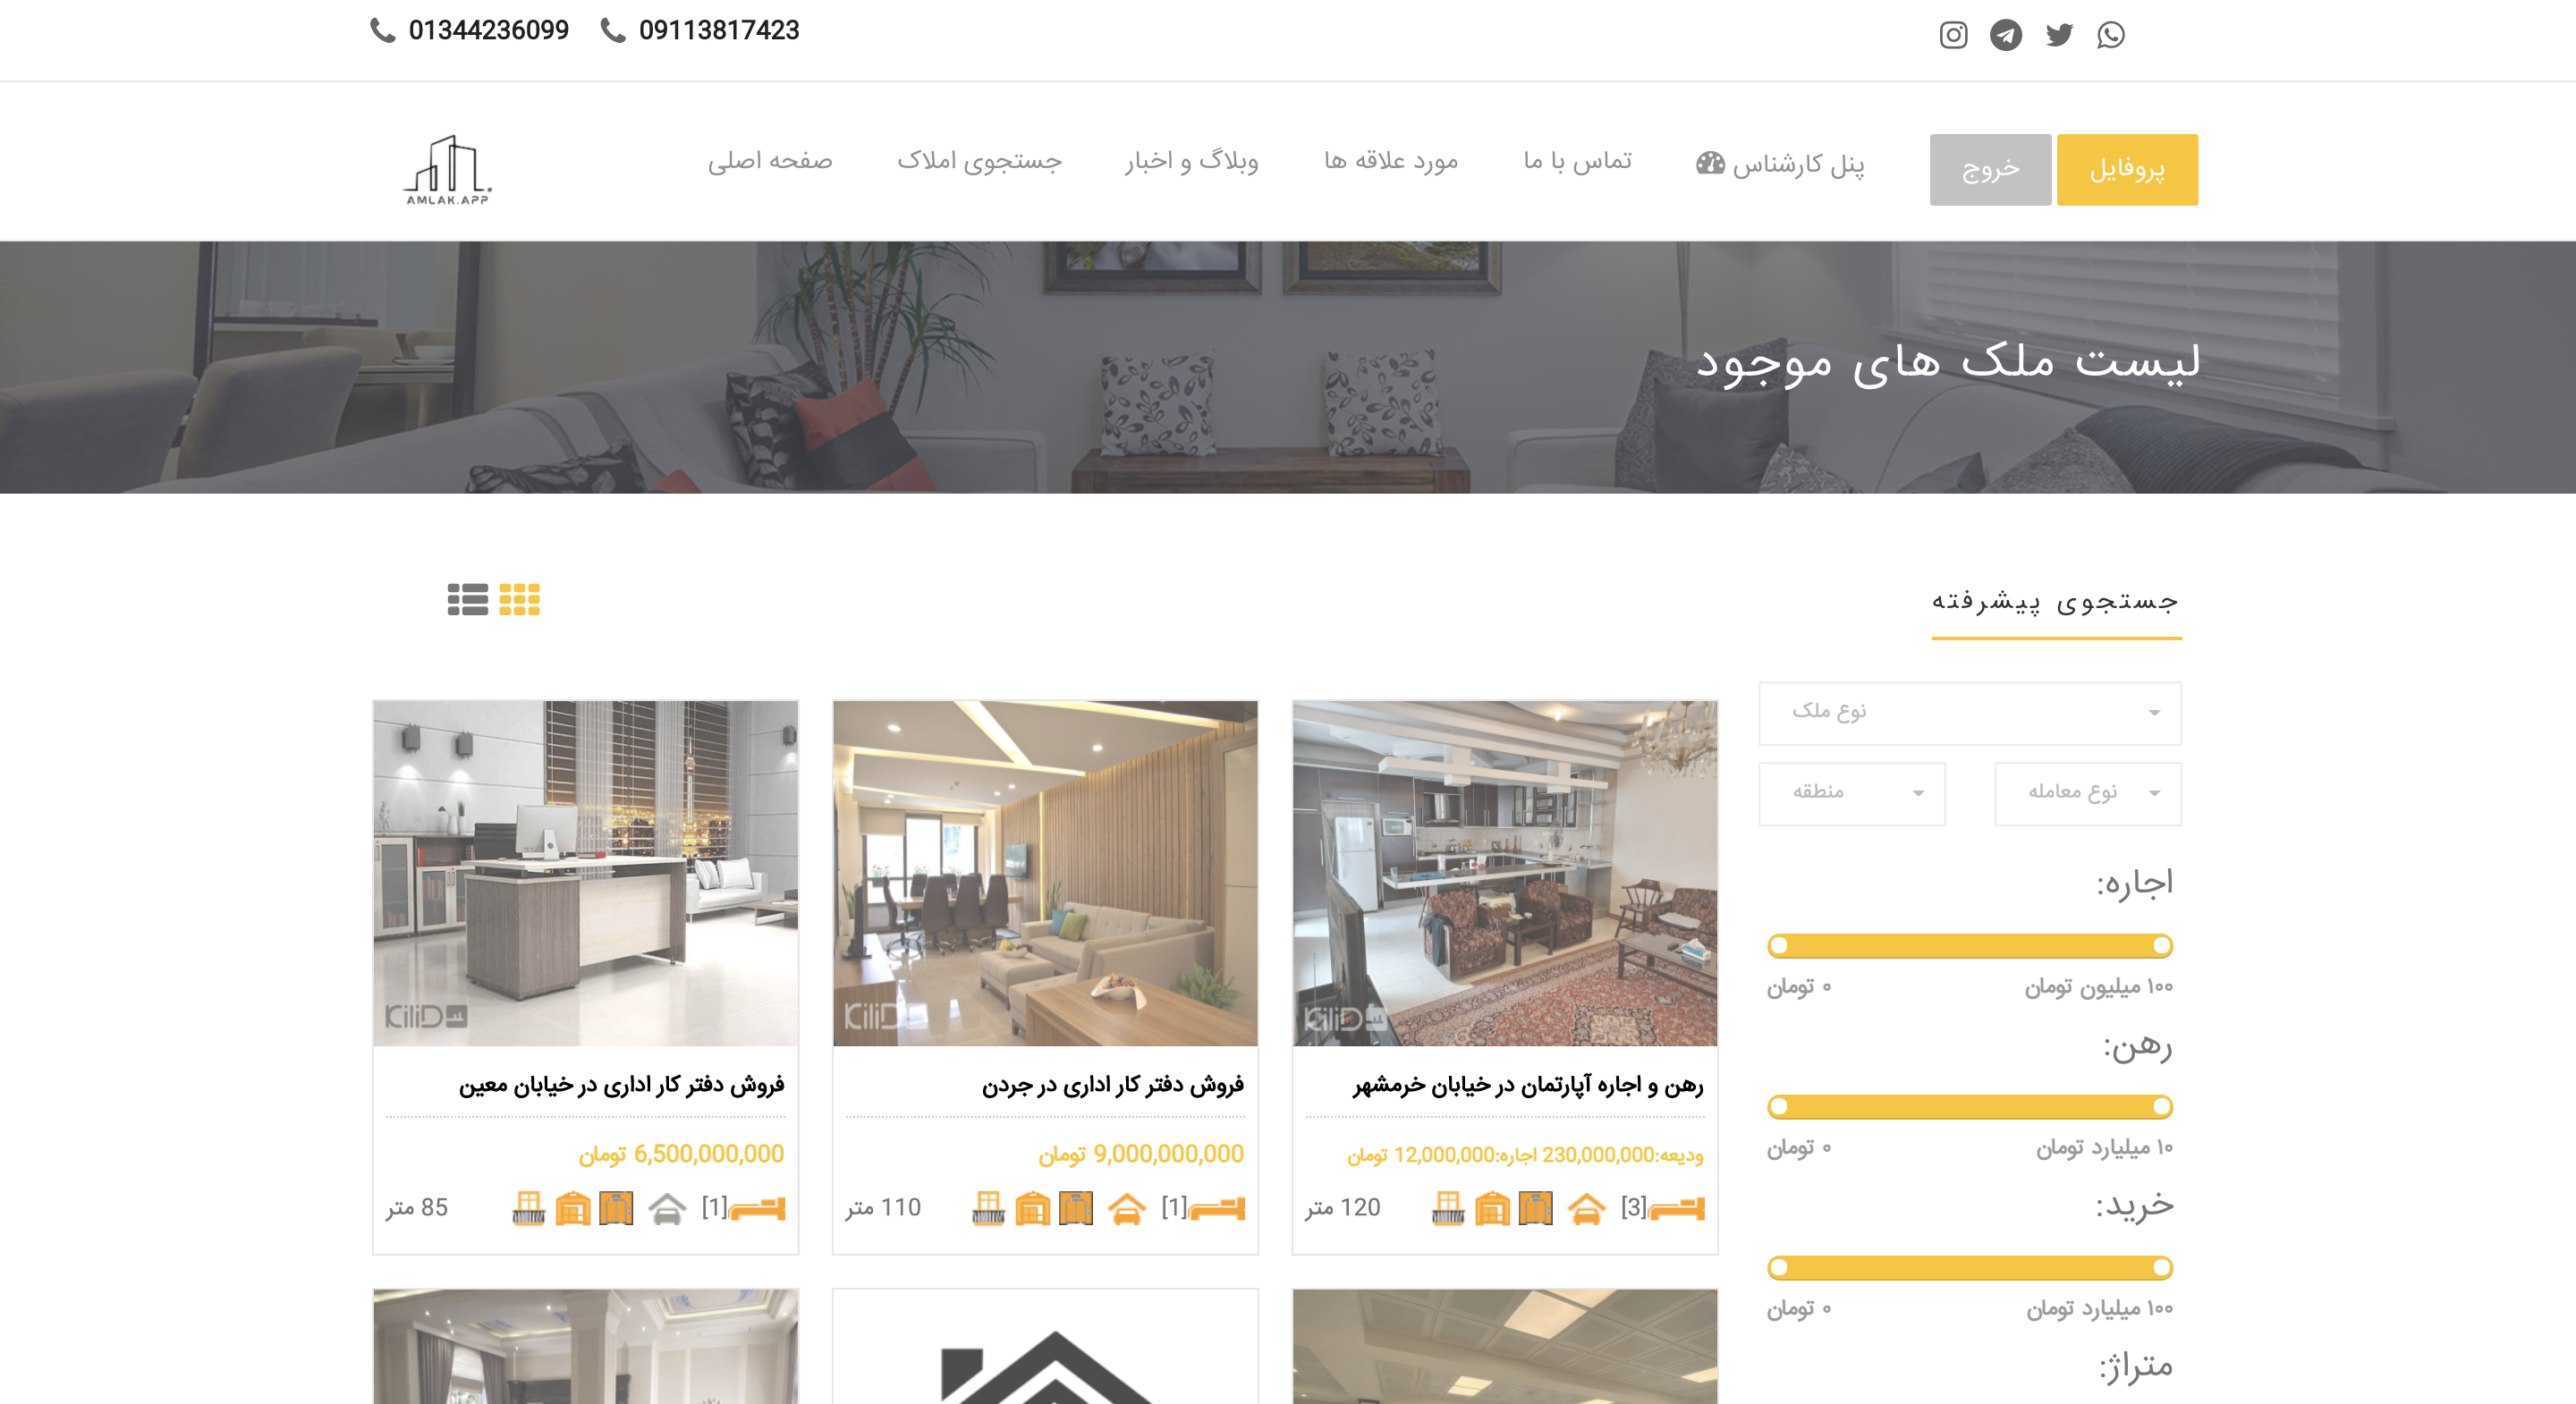 01344236099 09113817423
پروفایل
خروج
پنل کارشناس
تماس با ما
مورد علاقه ها
وبلاگ و اخبار
جستجوی املاک
صفحه اصلی
AMLAK.APP
لیست ملک های موجود
جستجوی پیشرفته
نوع ملک
نوع معامله
منطقه
اجاره:
۱۰۰ میلیون تومان
۰ تومان
رهن:
۱۰ میلیارد تومان
۰ تومان
خرید:
۱۰۰ میلیارد تومان
۰ تومان
متراژ:
KiliD
رهن و اجاره آپارتمان در خیابان خرمشهر
ودیعه:230,000,000 اجاره:12,000,000 تومان
[3]
120 متر
KiliD
فروش دفتر کار اداری در جردن
9,000,000,000 تومان
[1]
110 متر
KiliD
فروش دفتر کار اداری در خیابان معین
6,500,000,000 تومان
[1]
85 متر